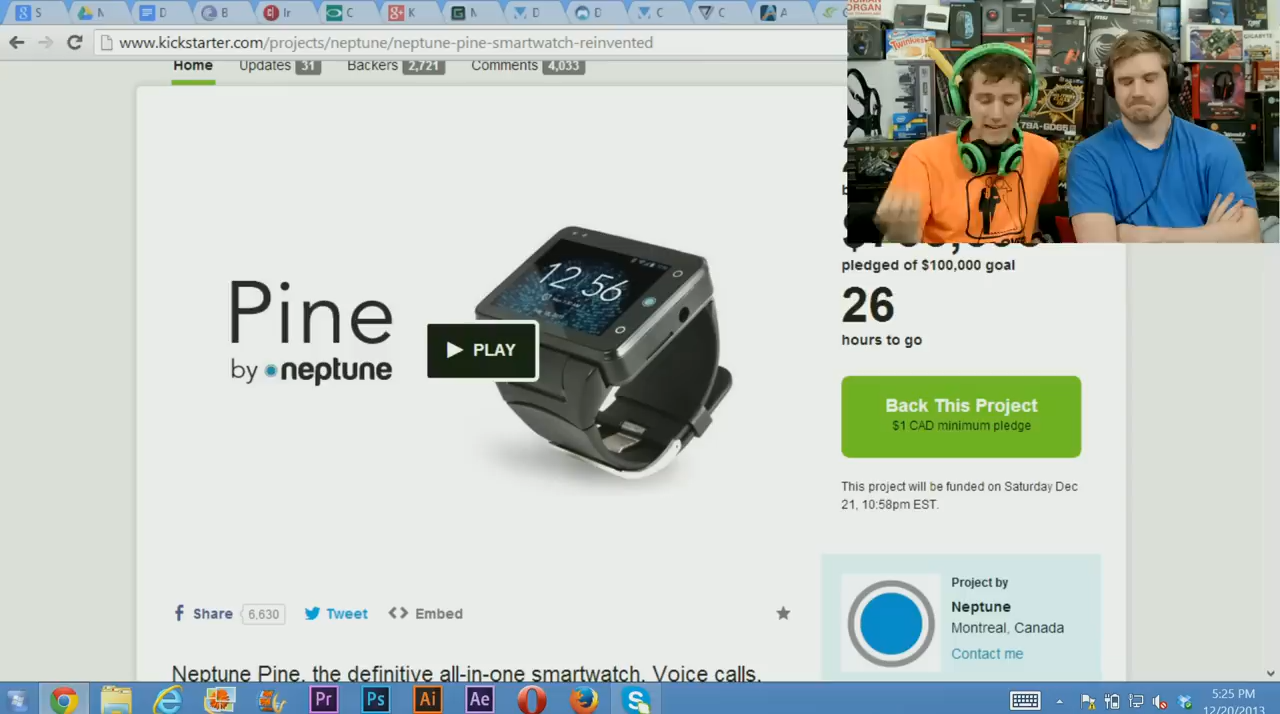 www.kickstarter.com/projects/neptune/neptune-pine-smartwatch-reinvented
Home Updates 31 Backers 2,721 Comments 4,033
12:56
Pine
by neptune
PLAY
pledged of $100,000 goal
26
hours to go
Back This Project
$1 CAD minimum pledge
This project will be funded on Saturday Dec
21, 10:58pm EST.
Project by
Neptune
Montreal, Canada
Contact me
Share 6,630 Tweet Embed
Neptune Pine, the definitive all-in-one smartwatch. Voice calls,
Pr Ps Ai Ae
5:25 PM
12/20/2013